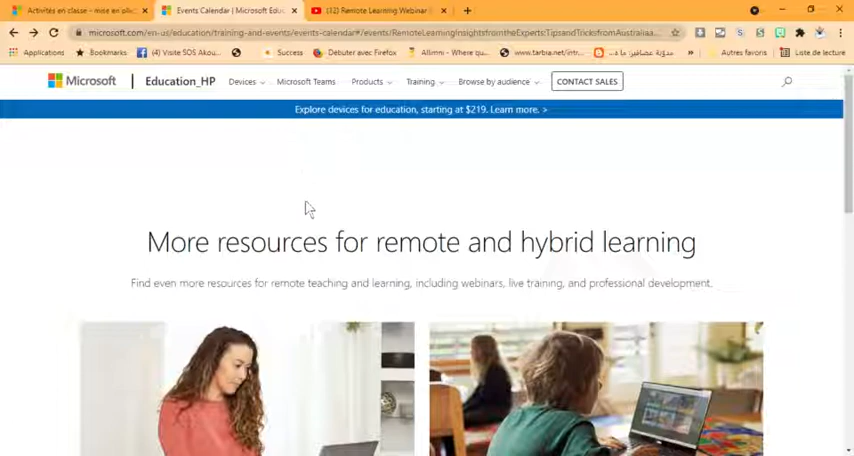 Activités en classe - mise en œu
Events Calendar | Microsoft Educ
(12) Remote Learning Webinar
microsoft.com/en-us/education/training-and-events/events-calendar#/events/RemoteLearningInsightsfromtheExperts:TipsandTricksfromAustraliaa...
Applications
Bookmarks
(4) Visite SOS Akou...
Success
Débuter avec Firefox
Allimni - Where qu...
www.tarbia.net/intr...
Autres favoris
Liste de lecture
Microsoft
Education_HP
Devices
Microsoft Teams
Products
Training
Browse by audience
CONTACT SALES
Explore devices for education, starting at $219. Learn more. >
More resources for remote and hybrid learning
Find even more resources for remote teaching and learning, including webinars, live training, and professional development.